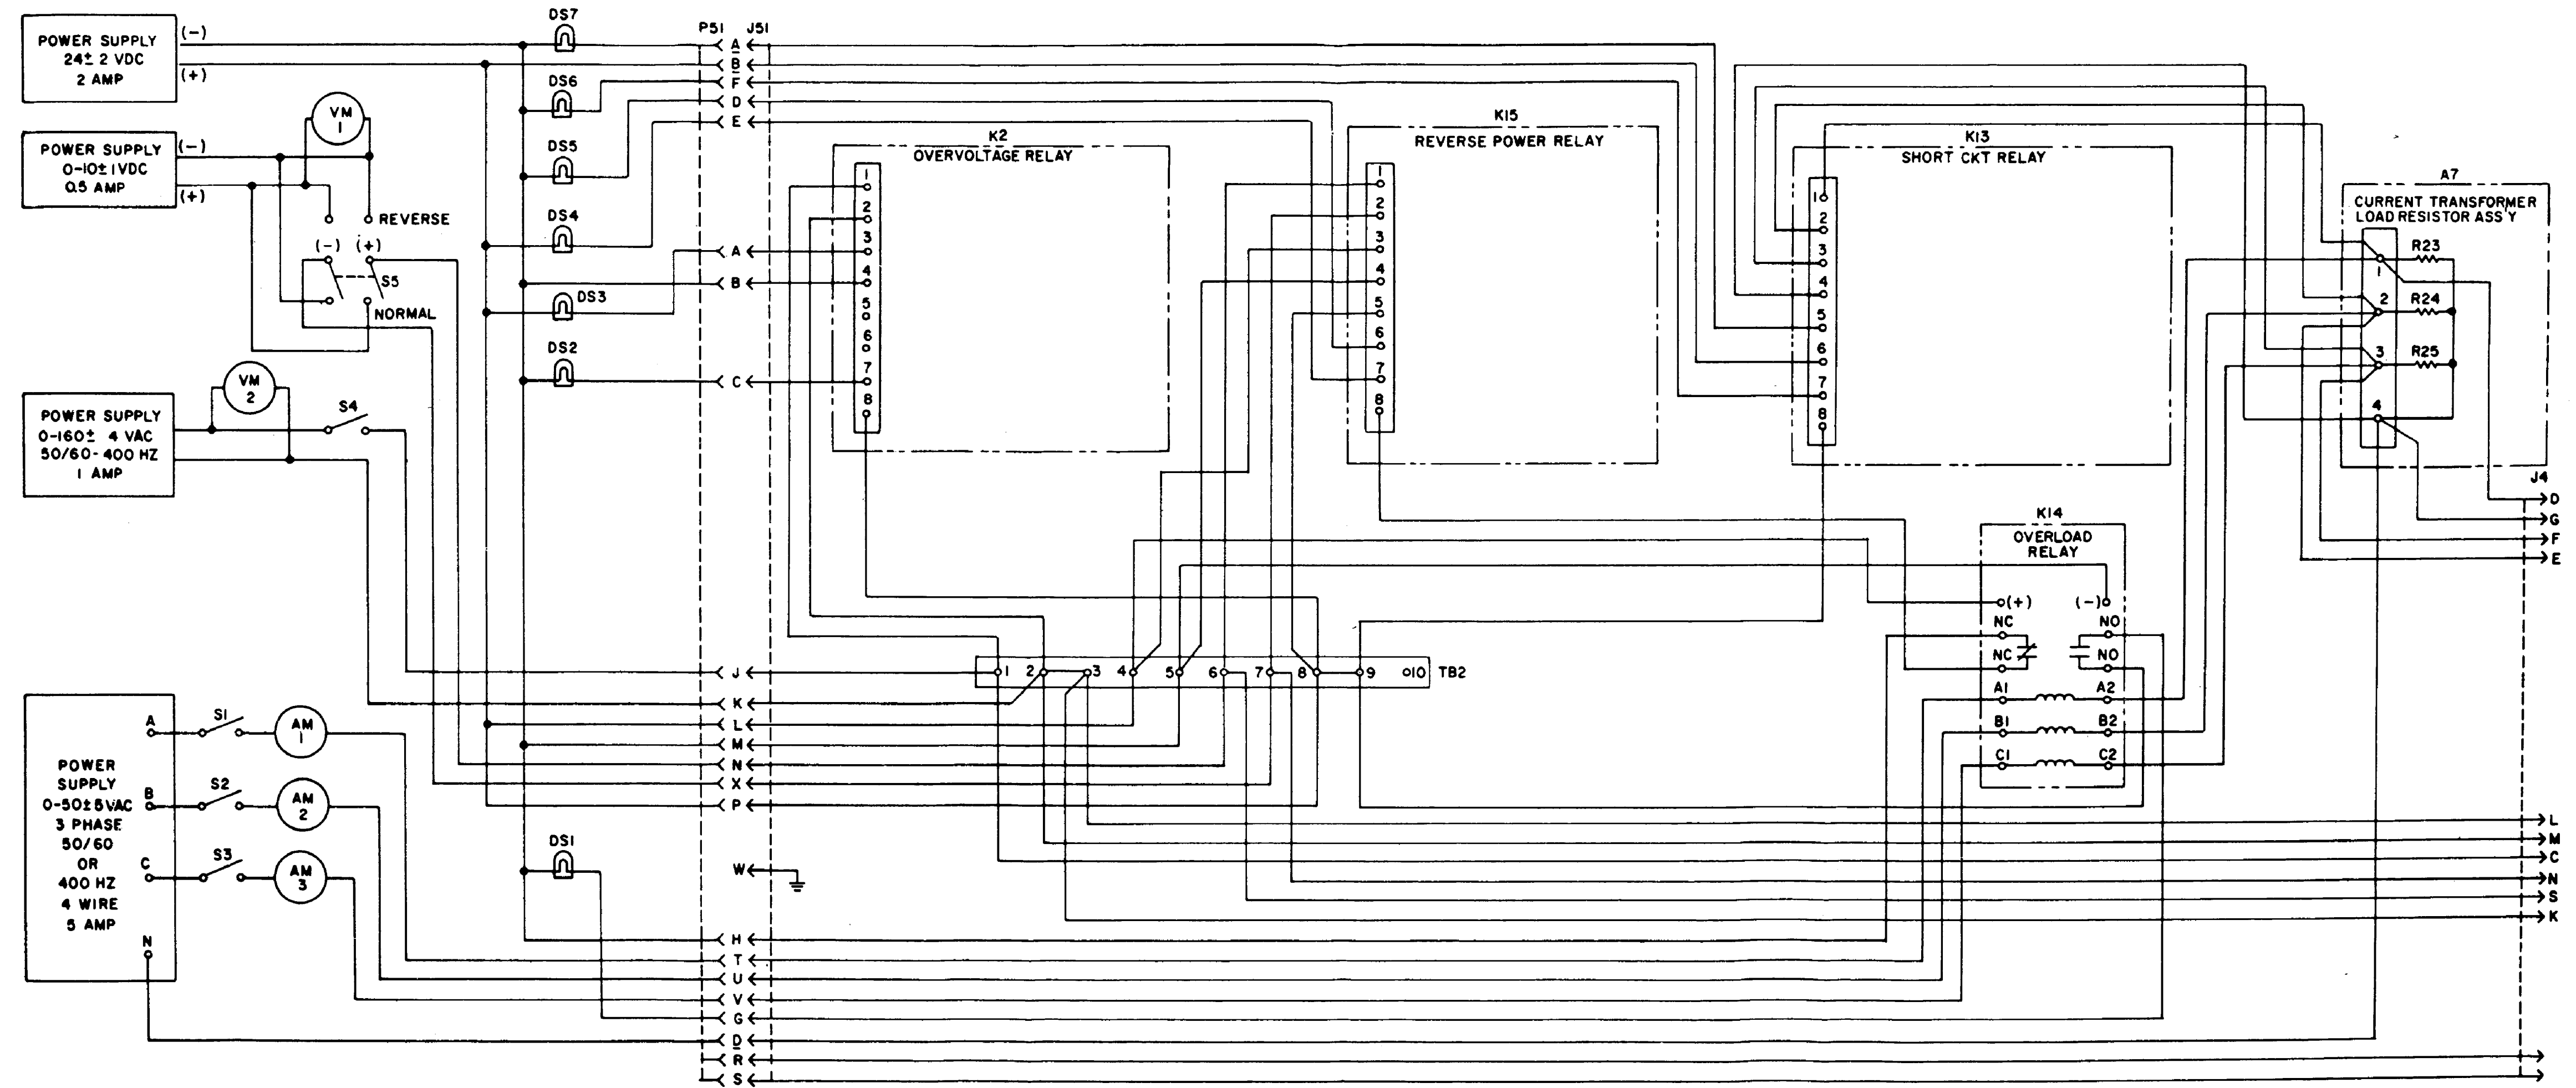 POWER SUPPLY
24± 2 VDC
2 AMP
(-)
(+)
POWER SUPPLY
0-10±1VDC
0.5 AMP
(-)
(+)
VM
1
REVERSE
(-) (+)
S5
NORMAL
POWER SUPPLY
0-160± 4 VAC
50/60-400 HZ
1 AMP
VM
2
S4
POWER
SUPPLY
0-50±5VAC
3 PHASE
50/60
OR
400 HZ
4 WIRE
5 AMP
A
B
C
N
S1
S2
S3
AM
1
AM
2
AM
3
DS7
DS6
DS5
DS4
DS3
DS2
DS1
P51 J51
A
B
F
D
E
A
B
C
J
K
L
M
N
X
P
W
H
T
U
V
G
D
R
S
K2
OVERVOLTAGE RELAY
1
2
3
4
5
6
7
8
K15
REVERSE POWER RELAY
1
2
3
4
5
6
7
8
K13
SHORT CKT RELAY
1
2
3
4
5
6
7
8
A7
CURRENT TRANSFORMER
LOAD RESISTOR ASS'Y
R23
1
2
R24
3
R25
4
J4
D
G
F
E
K14
OVERLOAD
RELAY
(+) (-)
NC NO
NC NO
A1 A2
B1 B2
C1 C2
1 2 3 4 5 6 7 8 9 10 TB2
L
M
C
N
S
K